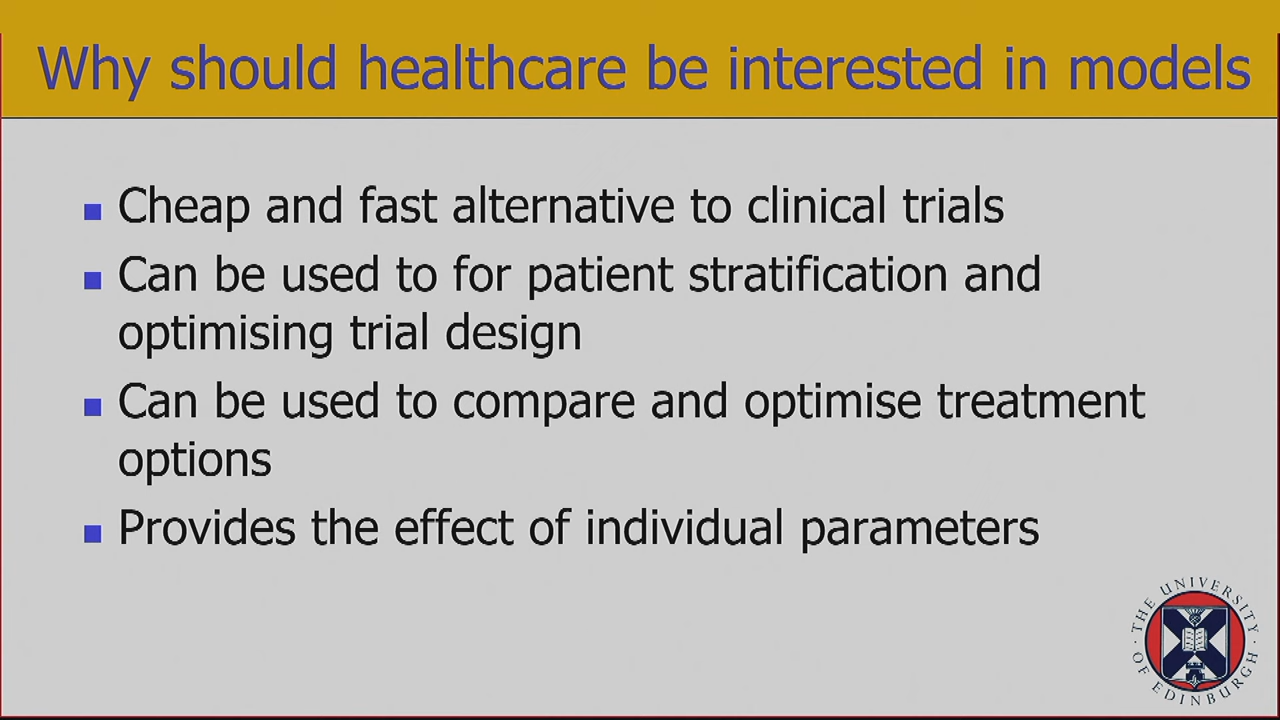 Why should healthcare be interested in models
Cheap and fast alternative to clinical trials
Can be used to for patient stratification and
optimising trial design
Can be used to compare and optimise treatment
options
Provides the effect of individual parameters
THE UNIVERSITY
OF EDINBURGH